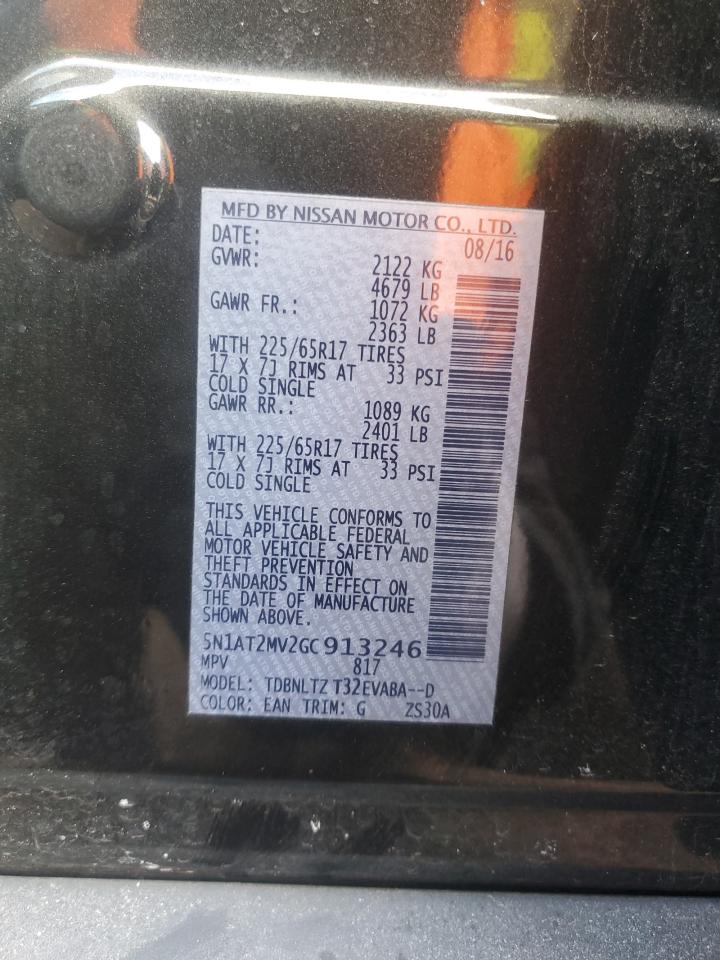 MFD BY NISSAN MOTOR CO., LTD.
DATE: 08/16
GVWR: 2122 KG
4679 LB
GAWR FR.: 1072 KG
2363 LB
WITH 225/65R17 TIRES
17 X 7J RIMS AT 33 PSI
COLD SINGLE
GAWR RR.: 1089 KG
2401 LB
WITH 225/65R17 TIRES
17 X 7J RIMS AT 33 PSI
COLD SINGLE
THIS VEHICLE CONFORMS TO
ALL APPLICABLE FEDERAL
MOTOR VEHICLE SAFETY AND
THEFT PREVENTION
STANDARDS IN EFFECT ON
THE DATE OF MANUFACTURE
SHOWN ABOVE.
5N1AT2MV2GC913246
MPV 817
MODEL: TDBNLTZ T32EVABA--D
COLOR: EAN TRIM: G ZS30A